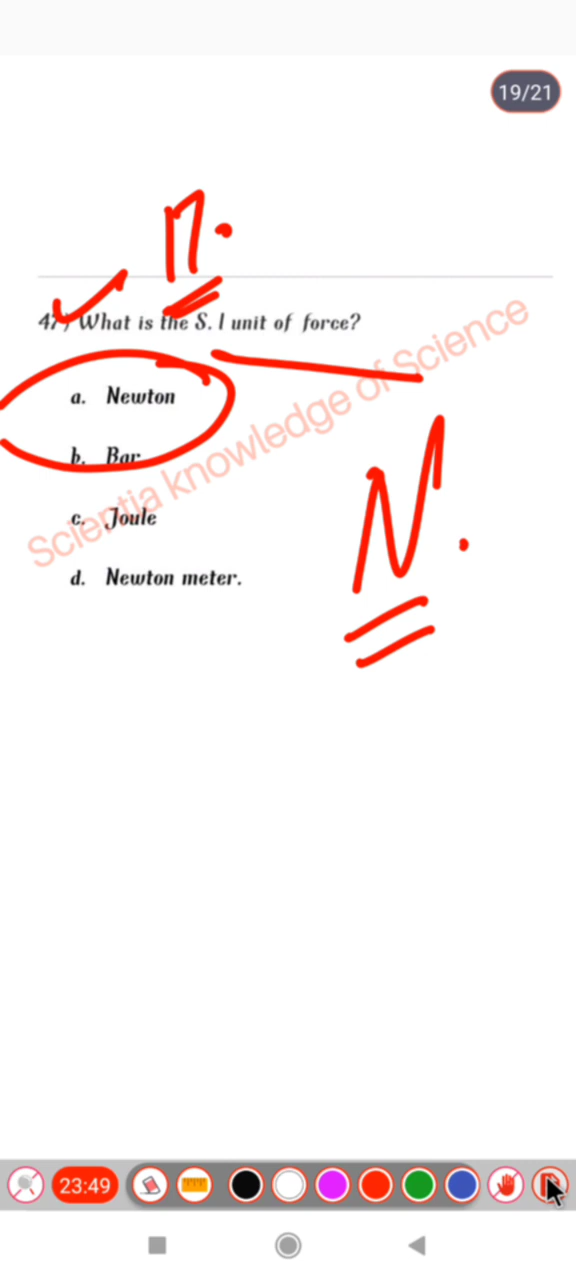 19/21
n.
47) What is the S. I unit of force?
a. Newton
b. Bar
c. Joule
d. Newton meter.
N.
Scientia knowledge of Science
23:49